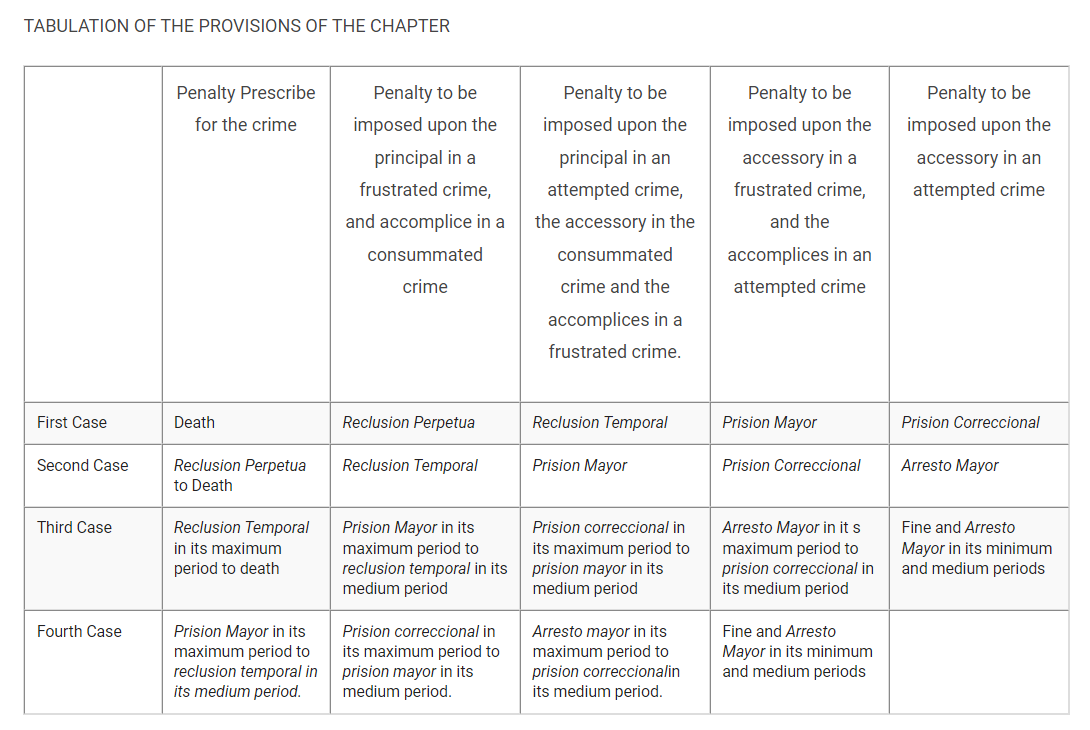 TABULATION OF THE PROVISIONS OF THE CHAPTER
Penalty Prescribe
for the crime
Penalty to be
imposed upon the
principal in a
frustrated crime,
and accomplice in a
consummated
crime
Penalty to be
imposed upon the
principal in an
attempted crime,
the accessory in the
consummated
crime and the
accomplices in a
frustrated crime.
Penalty to be
imposed upon the
accessory in a
frustrated crime,
and the
accomplices in an
attempted crime
Penalty to be
imposed upon the
accessory in an
attempted crime
First Case
Death
Reclusion Perpetua
Reclusion Temporal
Prision Mayor
Prision Correccional
Second Case
Reclusion Perpetua
to Death
Reclusion Temporal
Prision Mayor
Prision Correccional
Arresto Mayor
Third Case
Reclusion Temporal
in its maximum
period to death
Prision Mayor in its
maximum period to
reclusion temporal in its
medium period
Prision correccional in
its maximum period to
prision mayor in its
medium period
Arresto Mayor in it s
maximum period to
prision correccional in
its medium period
Fine and Arresto
Mayor in its minimum
and medium periods
Fourth Case
Prision Mayor in its
maximum period to
reclusion temporal in
its medium period.
Prision correccional in
its maximum period to
prision mayor in its
medium period.
Arresto mayor in its
maximum period to
prision correccionalin
its medium period.
Fine and Arresto
Mayor in its minimum
and medium periods